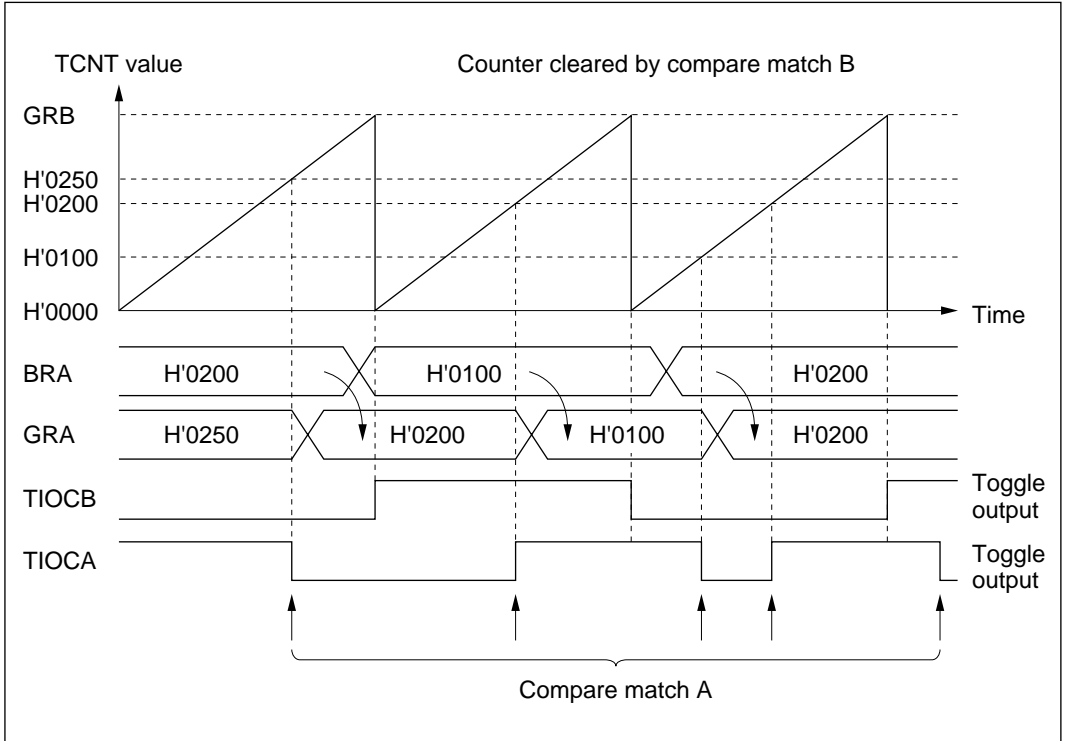 TCNT value
Counter cleared by compare match B
GRB
H'0250
H'0200
H'0100
H'0000
Time
BRA
H'0200
H'0100
H'0200
GRA
H'0250
H'0200
H'0100
H'0200
TIOCB
Toggle
output
TIOCA
Toggle
output
Compare match A